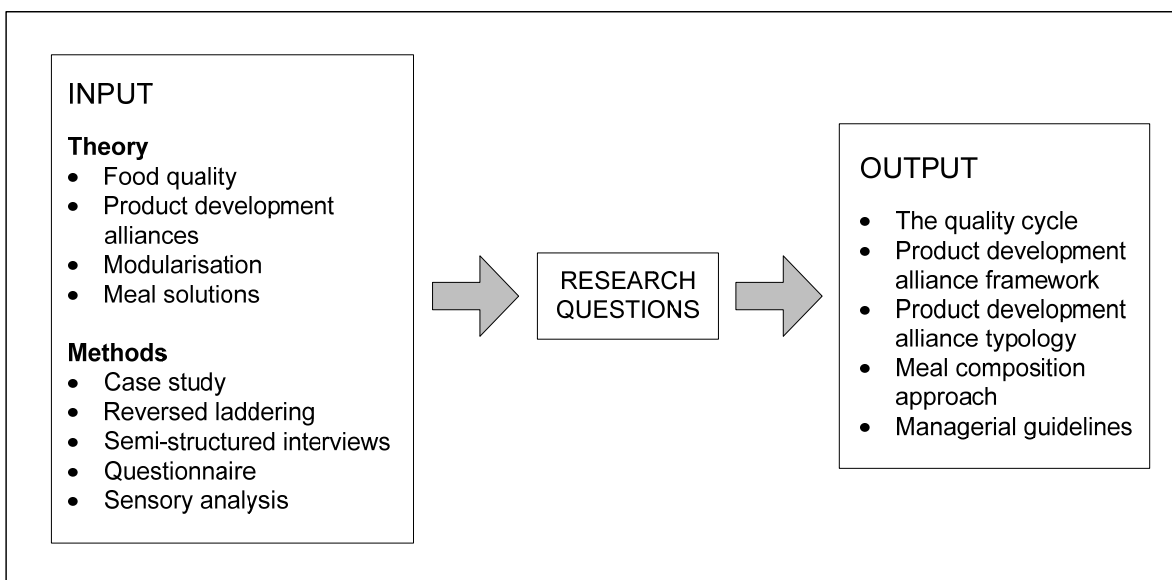 INPUT
Theory
• Food quality
• Product development
alliances
• Modularisation
• Meal solutions
Methods
• Case study
• Reversed laddering
• Semi-structured interviews
• Questionnaire
• Sensory analysis
RESEARCH
QUESTIONS
OUTPUT
• The quality cycle
• Product development
alliance framework
• Product development
alliance typology
• Meal composition
approach
• Managerial guidelines